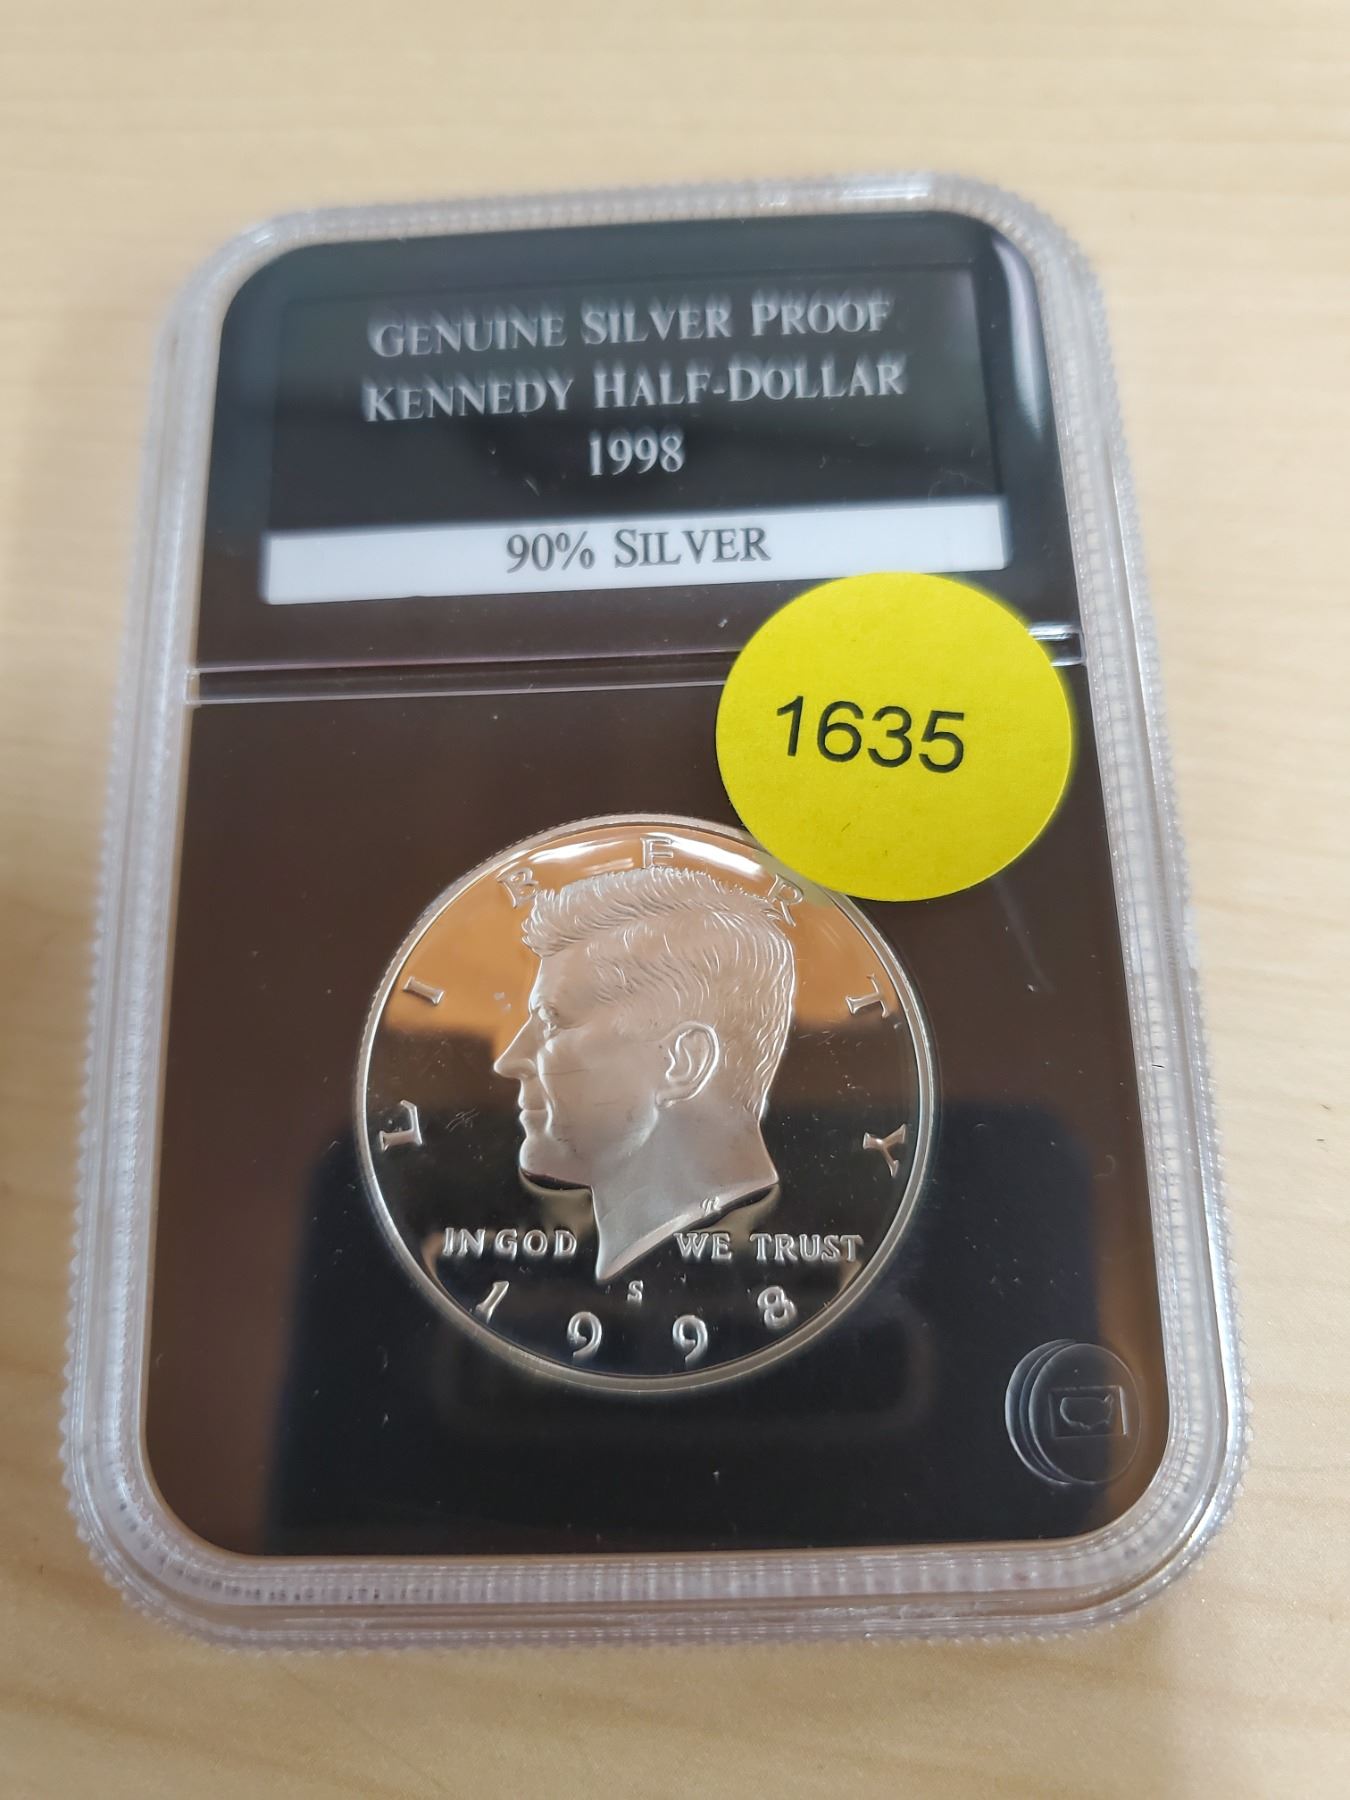 GENUINE SILVER PROOF
KENNEDY HALF-DOLLAR
1998
90% SILVER
1635
LIBERTY
IN GOD WE TRUST
S
1998